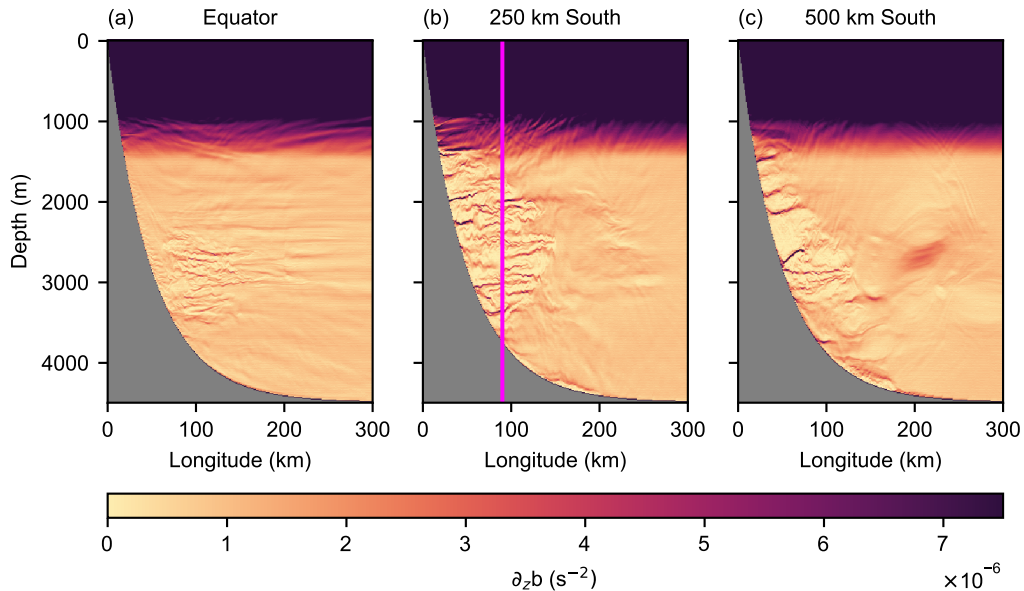 (a) Equator
(b) 250 km South
(c) 500 km South
Depth (m)
0
1000
2000
3000
4000
0 100 200 300
0 100 200 300
0 100 200 300
Longitude (km)
Longitude (km)
Longitude (km)
0 1 2 3 4 5 6 7
∂zb (s−2)
×10−6